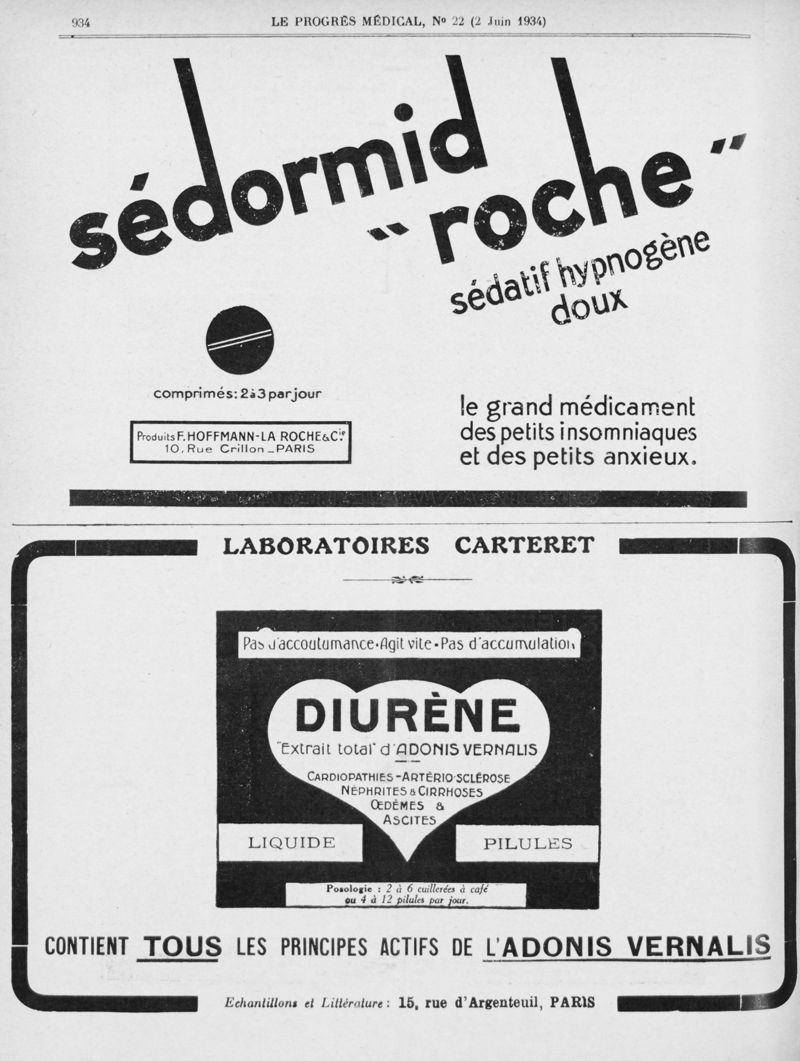 934
LE PROGRÈS MÉDICAL, Nº 22 (2 Juin 1934)
sédormid
"roche"
sédatif hypnogène
doux
comprimés: 2 à 3 par jour
Produits F. HOFFMANN-LA ROCHE & Cie.
10, Rue Crillon _ PARIS
le grand médicament
des petits insomniaques
et des petits anxieux.
LABORATOIRES CARTERET
Pas d'accoutumance • Agit vite • Pas d'accumulation
DIURÈNE
"Extrait total" d'ADONIS VERNALIS
CARDIOPATHIES - ARTÉRIO-SCLÉROSE
NÉPHRITES & CIRRHOSES
ŒDÈMES &
ASCITES
LIQUIDE
PILULES
Posologie : 2 à 6 cuillerées à café
ou 4 à 12 pilules par jour.
CONTIENT TOUS LES PRINCIPES ACTIFS DE L'ADONIS VERNALIS
Echantillons et Littérature : 15, rue d'Argenteuil, PARIS